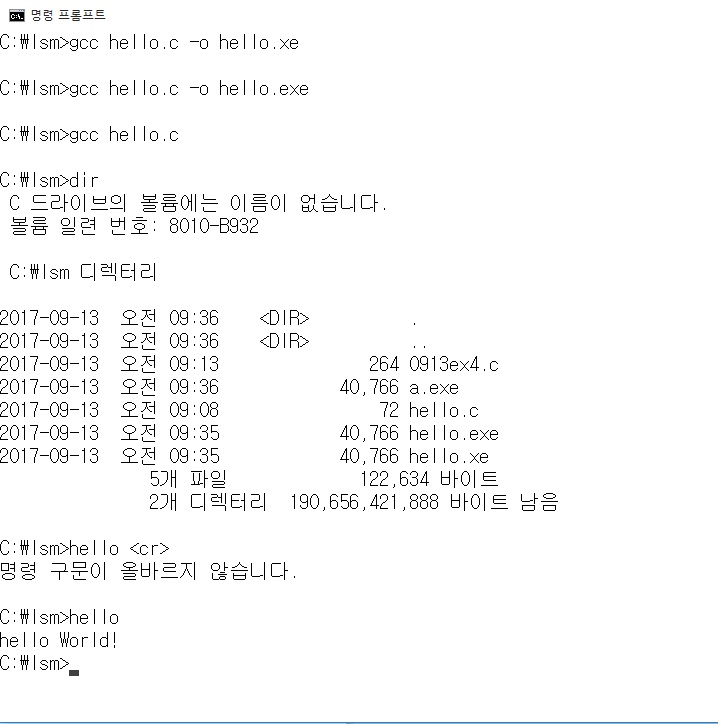 명령 프롬프트
C:₩lsm>gcc hello.c -o hello.xe
C:₩lsm>gcc hello.c -o hello.exe
C:₩lsm>gcc hello.c
C:₩lsm>dir
C 드라이브의 볼륨에는 이름이 없습니다.
볼륨 일련 번호: 8010-B932
C:₩lsm 디렉터리
2017-09-13 오전 09:36 <DIR> .
2017-09-13 오전 09:36 <DIR> ..
2017-09-13 오전 09:13 264 0913ex4.c
2017-09-13 오전 09:36 40,766 a.exe
2017-09-13 오전 09:08 72 hello.c
2017-09-13 오전 09:35 40,766 hello.exe
2017-09-13 오전 09:35 40,766 hello.xe
5개 파일 122,634 바이트
2개 디렉터리 190,656,421,888 바이트 남음
C:₩lsm>hello <cr>
명령 구문이 올바르지 않습니다.
C:₩lsm>hello
hello World!
C:₩lsm>